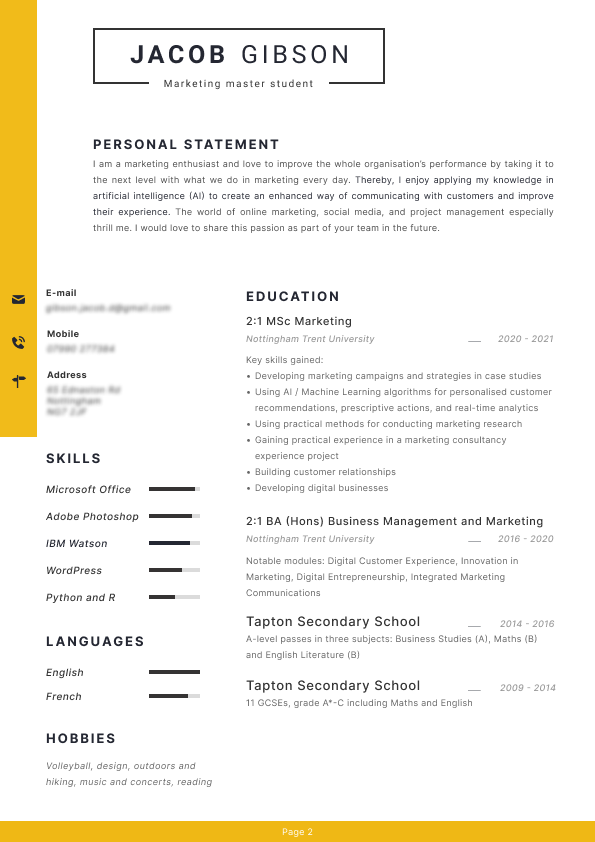 JACOB GIBSON
Marketing master student
PERSONAL STATEMENT
I am a marketing enthusiast and love to improve the whole organisation's performance by taking it to
the next level with what we do in marketing every day. Thereby, I enjoy applying my knowledge in
artificial intelligence (AI) to create an enhanced way of communicating with customers and improve
their experience. The world of online marketing, social media, and project management especially
thrill me. I would love to share this passion as part of your team in the future.
E-mail
Mobile
Address
SKILLS
Microsoft Office
Adobe Photoshop
IBM Watson
WordPress
Python and R
LANGUAGES
English
French
HOBBIES
Volleyball, design, outdoors and
hiking, music and concerts, reading
EDUCATION
2:1 MSc Marketing
Nottingham Trent University __ 2020 - 2021
Key skills gained:
• Developing marketing campaigns and strategies in case studies
• Using AI / Machine Learning algorithms for personalised customer
recommendations, prescriptive actions, and real-time analytics
• Using practical methods for conducting marketing research
• Gaining practical experience in a marketing consultancy
experience project
• Building customer relationships
• Developing digital businesses
2:1 BA (Hons) Business Management and Marketing
Nottingham Trent University __ 2016 - 2020
Notable modules: Digital Customer Experience, Innovation in
Marketing, Digital Entrepreneurship, Integrated Marketing
Communications
Tapton Secondary School __ 2014 - 2016
A-level passes in three subjects: Business Studies (A), Maths (B)
and English Literature (B)
Tapton Secondary School __ 2009 - 2014
11 GCSEs, grade A*-C including Maths and English
Page 2